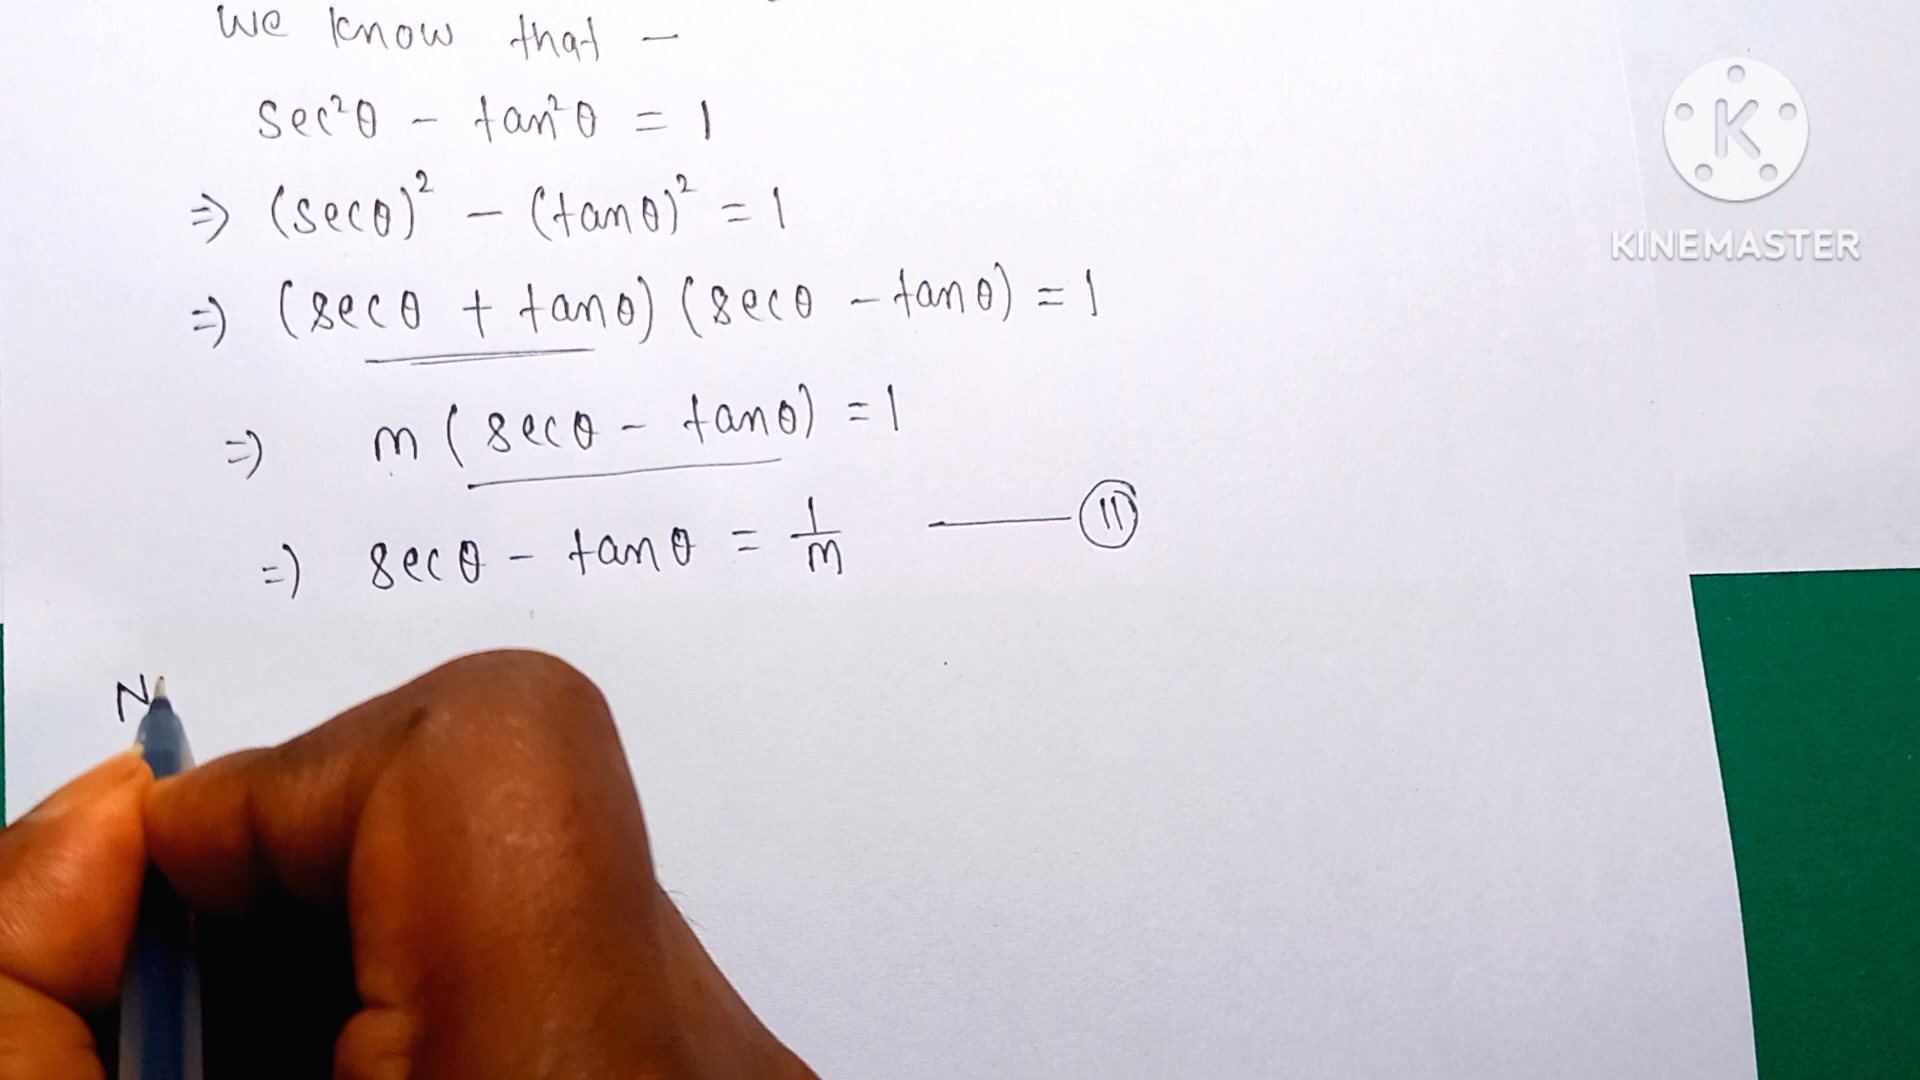 We know that —
sec²θ - tan²θ = 1
⇒ (secθ)² - (tanθ)² = 1
⇒ (secθ + tanθ) (secθ - tanθ) = 1
⇒ m (secθ - tanθ) = 1
⇒ secθ - tanθ = 1/m —— (II)
N
K
KINEMASTER